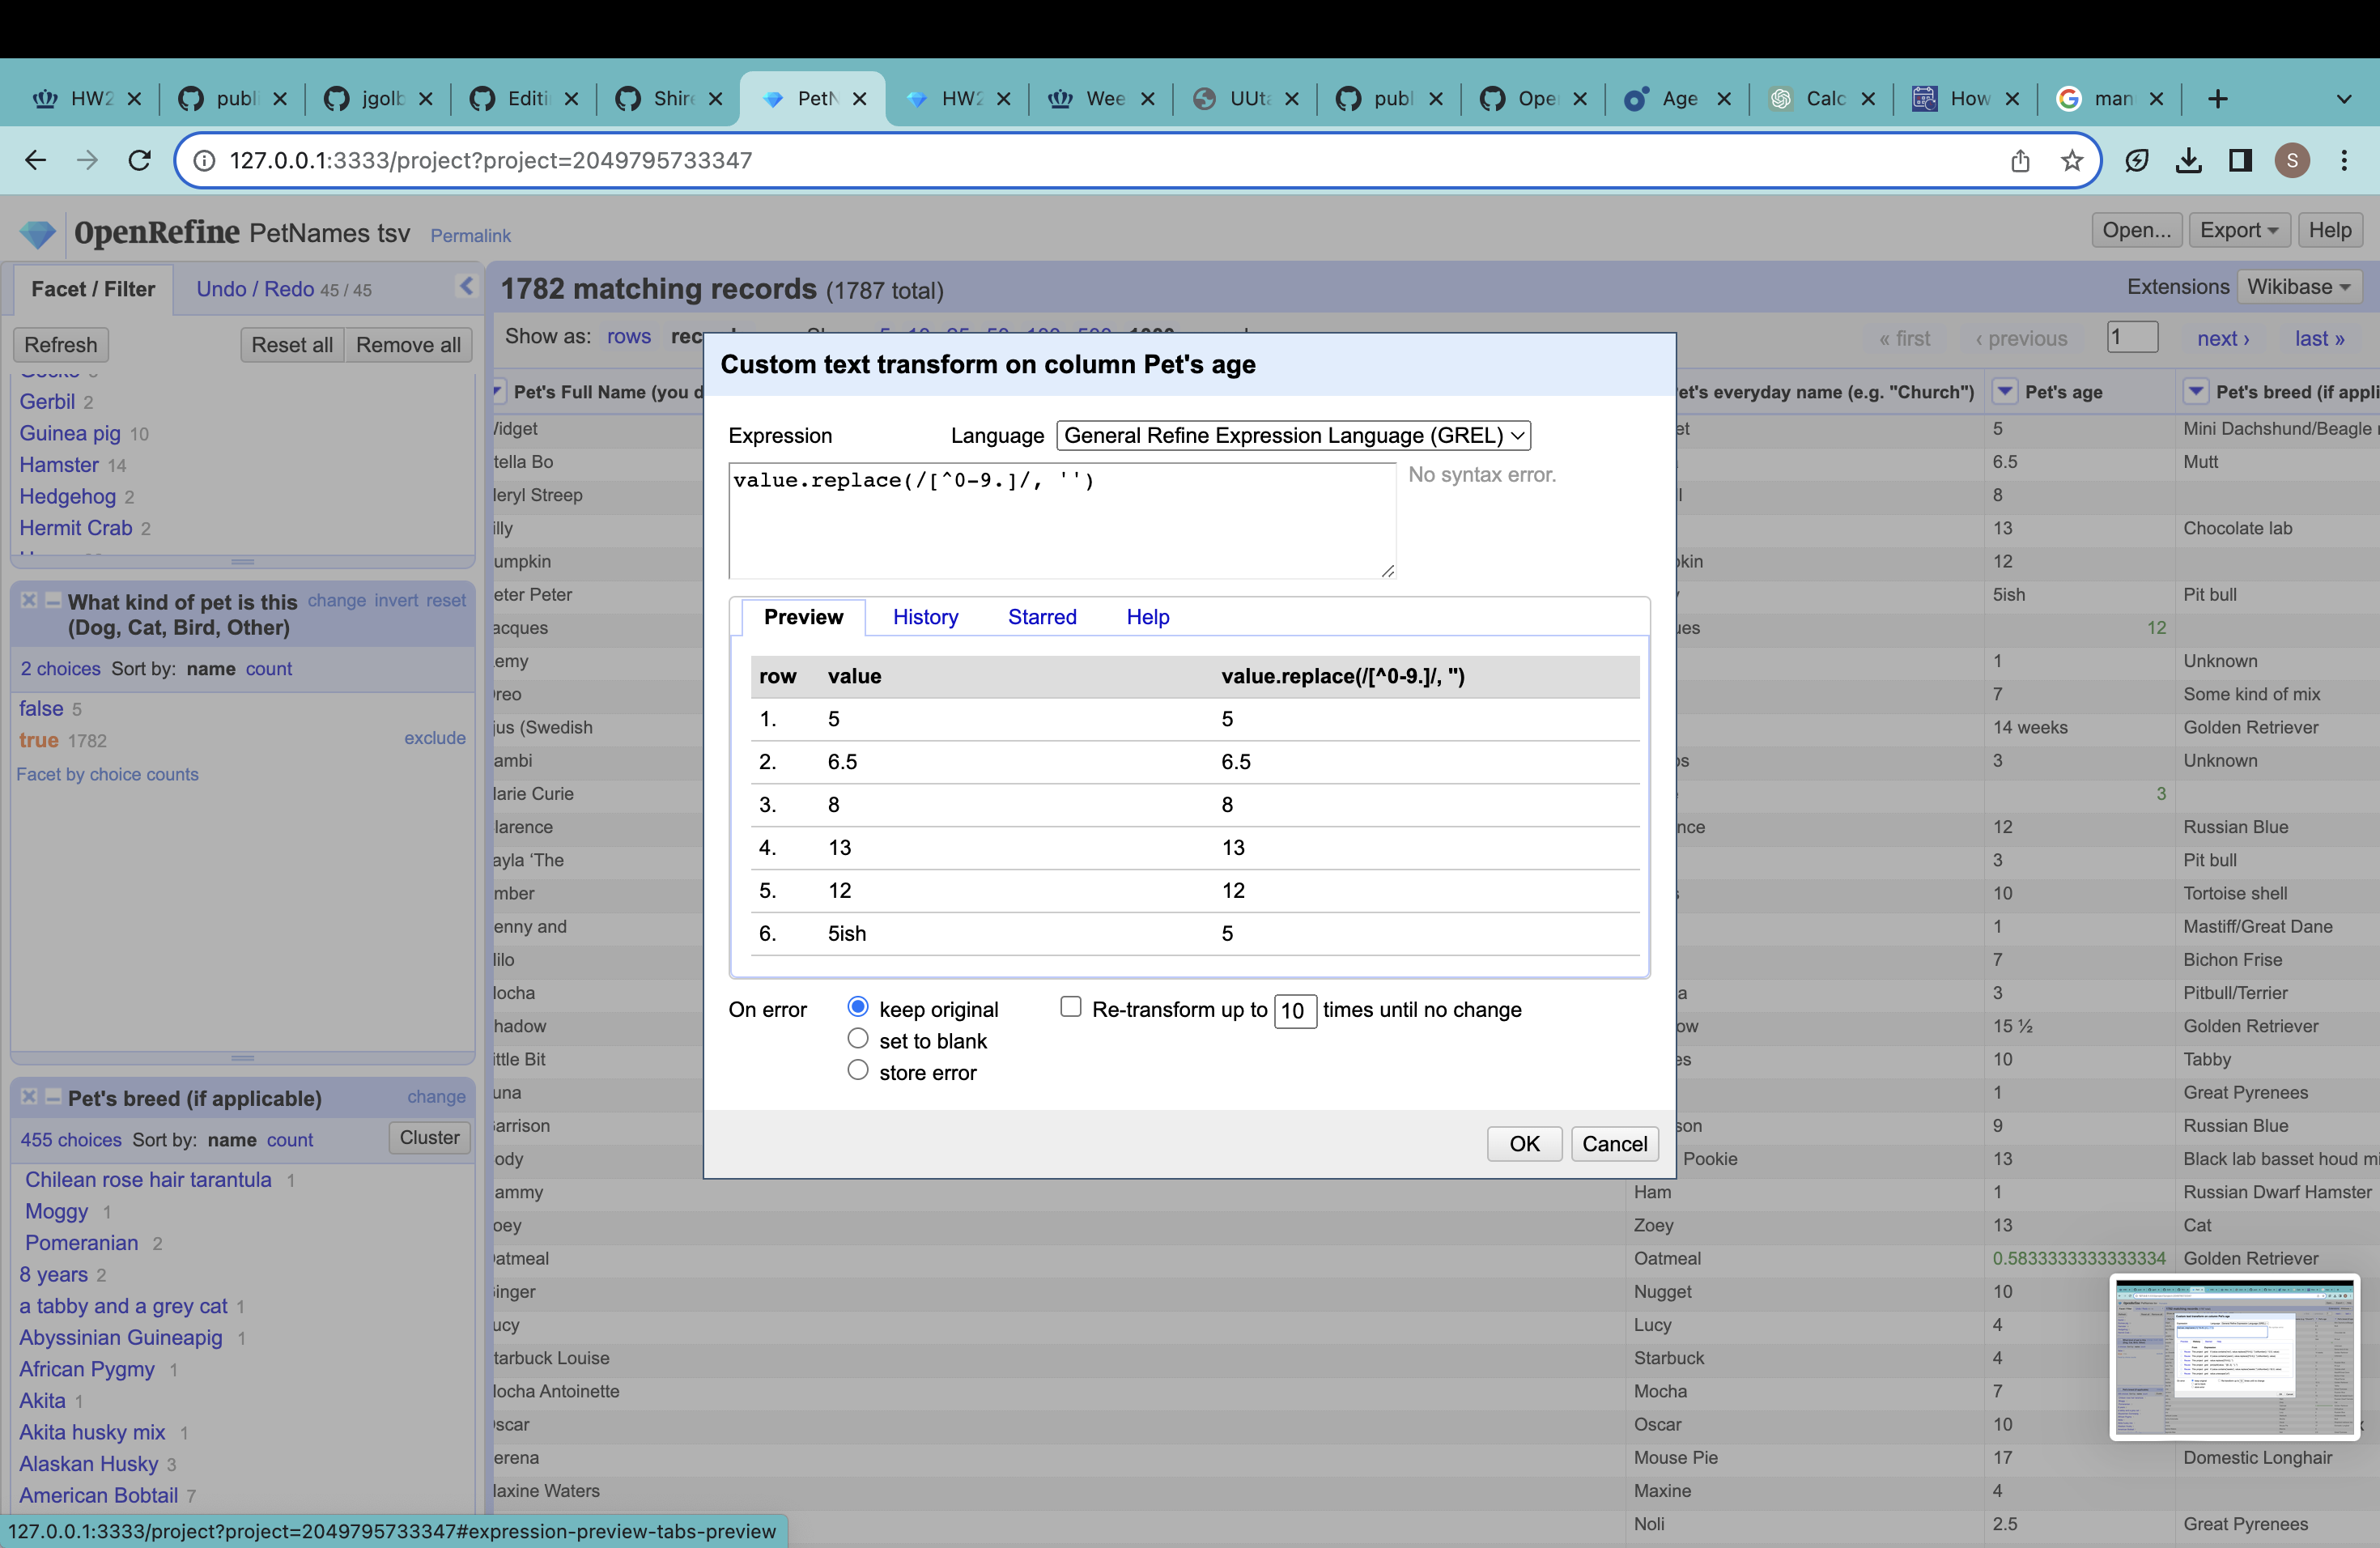 HW2 publ jgolb Editi Shire PetN HW2 Wee UUta publ Ope Age Calc How man
127.0.0.1:3333/project?project=2049795733347 S
OpenRefine PetNames tsv Permalink Open... Export Help
Facet / Filter Undo / Redo 45 / 45
1782 matching records (1787 total) Extensions Wikibase
Refresh Reset all Remove all
Show as: rows « first ‹ previous 1 next › last »
Gerbil 2
Guinea pig 10
Hamster 14
Hedgehog 2
Hermit Crab 2
What kind of pet is this (Dog, Cat, Bird, Other) change invert reset
2 choices Sort by: name count
false 5
true 1782 exclude
Facet by choice counts
Pet's breed (if applicable) change
455 choices Sort by: name count Cluster
Chilean rose hair tarantula 1
Moggy 1
Pomeranian 2
8 years 2
a tabby and a grey cat 1
Abyssinian Guineapig 1
African Pygmy 1
Akita 1
Akita husky mix 1
Alaskan Husky 3
American Bobtail 7
127.0.0.1:3333/project?project=2049795733347#expression-preview-tabs-preview
Custom text transform on column Pet's age
Expression Language General Refine Expression Language (GREL)
value.replace(/[^0-9.]/, '') No syntax error.
Preview History Starred Help
row value value.replace(/[^0-9.]/, '')
1. 5 5
2. 6.5 6.5
3. 8 8
4. 13 13
5. 12 12
6. 5ish 5
On error keep original Re-transform up to 10 times until no change
set to blank
store error
OK Cancel
Pet's Full Name (you d et's everyday name (e.g. "Church") Pet's age Pet's breed (if appli
idget et 5 Mini Dachshund/Beagle
tella Bo 6.5 Mutt
eryl Streep 8
illy 13 Chocolate lab
umpkin kin 12
eter Peter 5ish Pit bull
acques ues 12
emy 1 Unknown
reo 7 Some kind of mix
jus (Swedish 14 weeks Golden Retriever
ambi os 3 Unknown
arie Curie 3
larence nce 12 Russian Blue
ayla ‘The 3 Pit bull
mber 10 Tortoise shell
enny and 1 Mastiff/Great Dane
ilo 7 Bichon Frise
ocha a 3 Pitbull/Terrier
hadow ow 15 ½ Golden Retriever
ittle Bit es 10 Tabby
una 1 Great Pyrenees
arrison son 9 Russian Blue
ody Pookie 13 Black lab basset houd mi
ammy Ham 1 Russian Dwarf Hamster
oey Zoey 13 Cat
atmeal Oatmeal 0.5833333333333334 Golden Retriever
inger Nugget 10
ucy Lucy 4
tarbuck Louise Starbuck 4
ocha Antoinette Mocha 7
scar Oscar 10
erena Mouse Pie 17 Domestic Longhair
axine Waters Maxine 4
Noli 2.5 Great Pyrenees